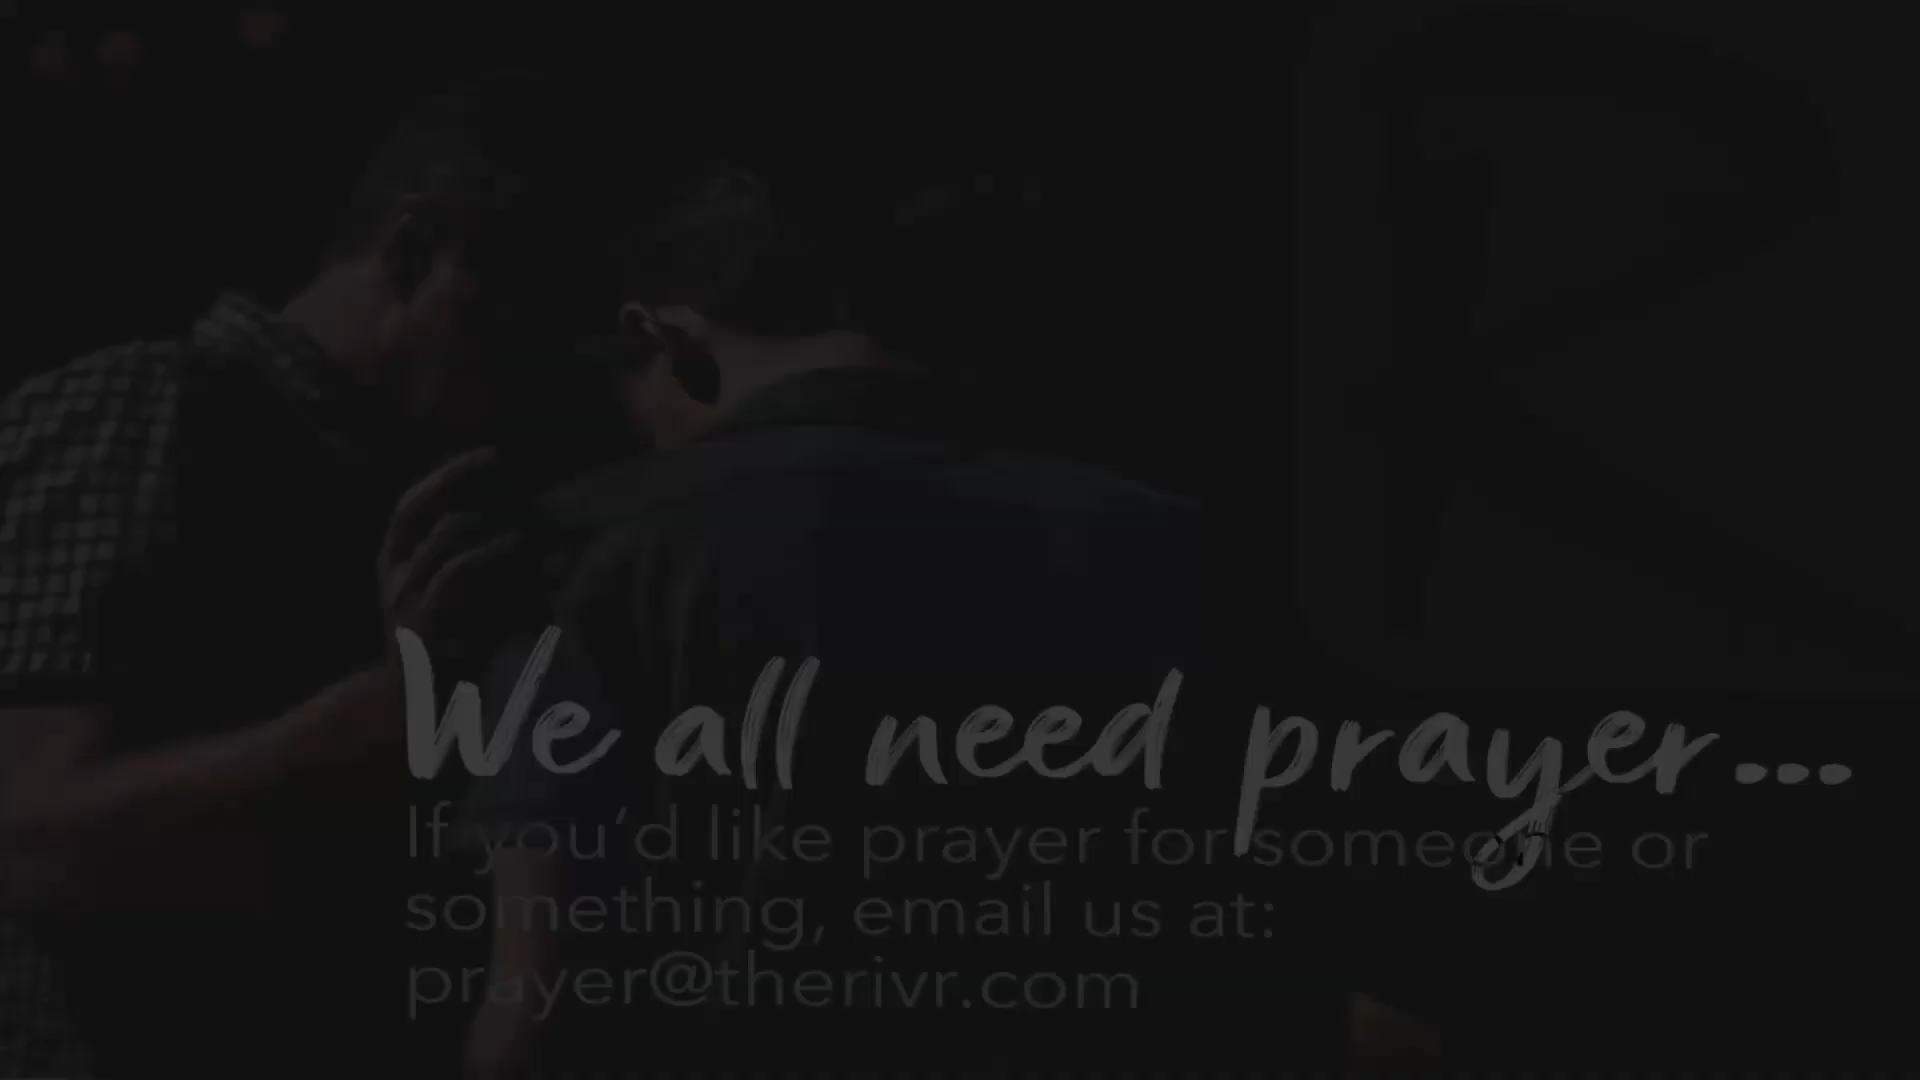 We all need prayer...
If you'd like prayer for someone or
something, email us at:
prayer@therivr.com